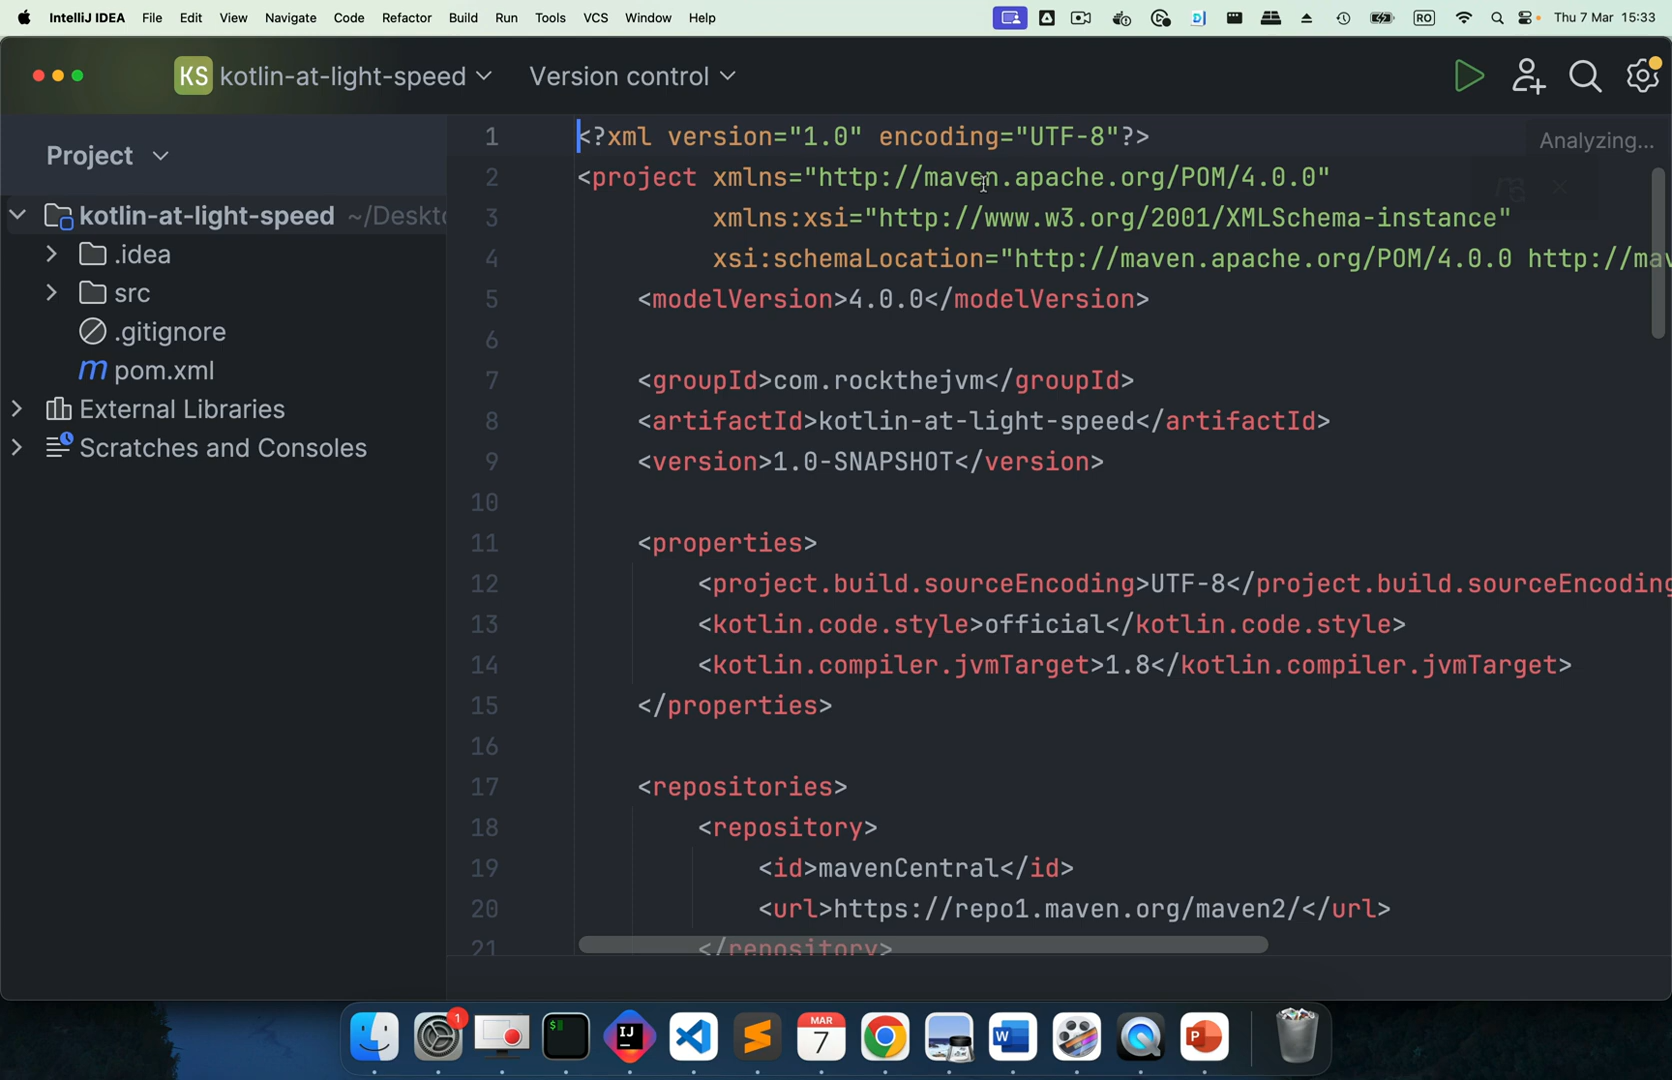 IntelliJ IDEA File Edit View Navigate Code Refactor Build Run Tools VCS Window Help RO Thu 7 Mar 15:33
KS kotlin-at-light-speed Version control
Project
kotlin-at-light-speed ~/Deskto
.idea
src
.gitignore
pom.xml
External Libraries
Scratches and Consoles
Analyzing...
1 <?xml version="1.0" encoding="UTF-8"?>
2 <project xmlns="http://maven.apache.org/POM/4.0.0"
3 xmlns:xsi="http://www.w3.org/2001/XMLSchema-instance"
4 xsi:schemaLocation="http://maven.apache.org/POM/4.0.0 http://mav
5 <modelVersion>4.0.0</modelVersion>
6
7 <groupId>com.rockthejvm</groupId>
8 <artifactId>kotlin-at-light-speed</artifactId>
9 <version>1.0-SNAPSHOT</version>
10
11 <properties>
12 <project.build.sourceEncoding>UTF-8</project.build.sourceEncoding
13 <kotlin.code.style>official</kotlin.code.style>
14 <kotlin.compiler.jvmTarget>1.8</kotlin.compiler.jvmTarget>
15 </properties>
16
17 <repositories>
18 <repository>
19 <id>mavenCentral</id>
20 <url>https://repo1.maven.org/maven2/</url>
21 </repository>
1
$
IJ
MAR
7
W
P